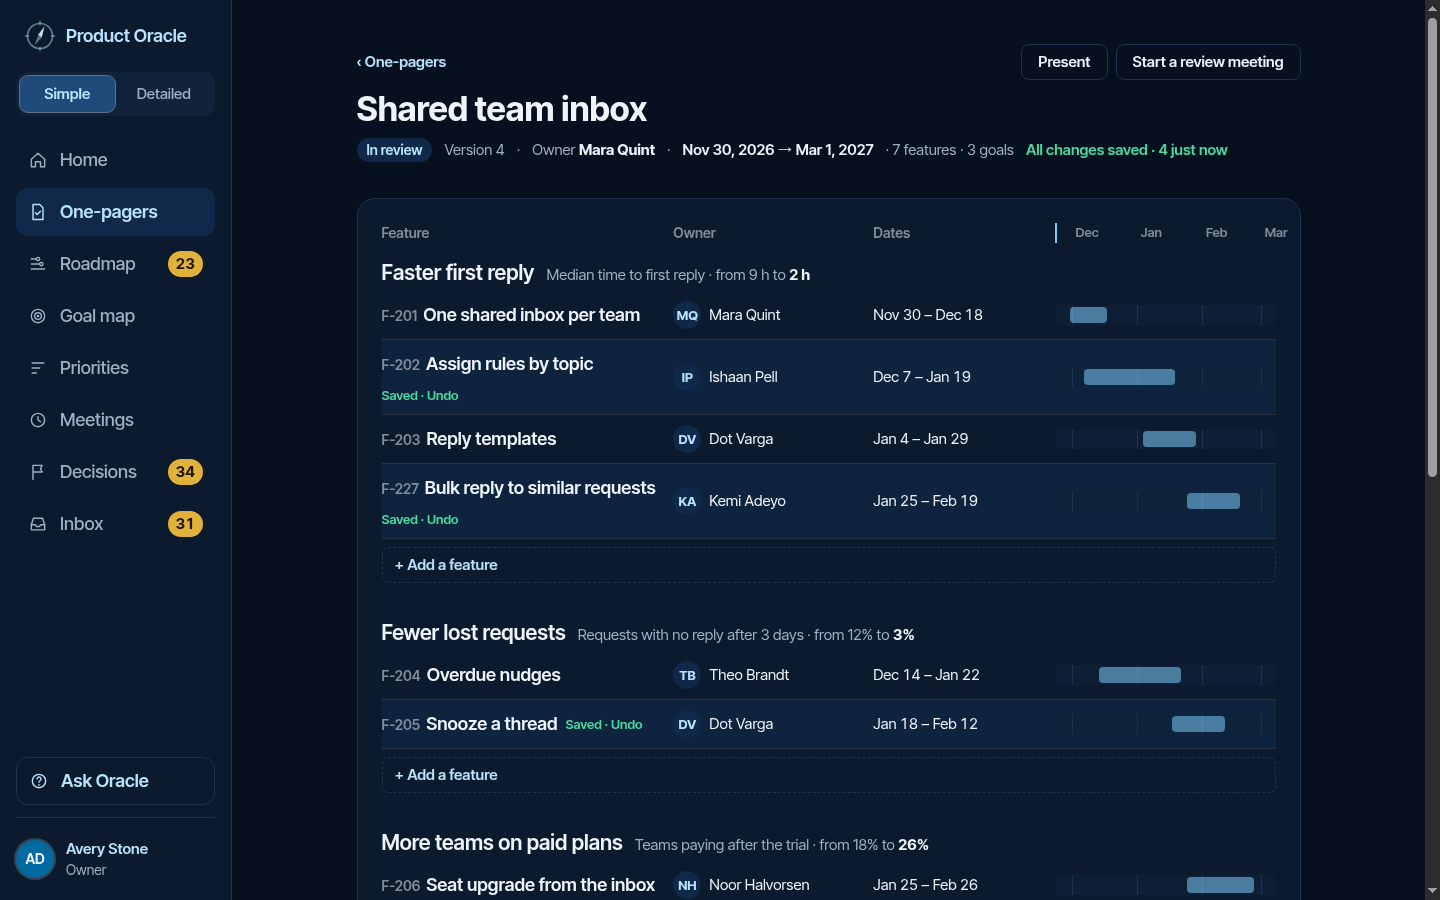 Product Oracle
Simple Detailed
Home
One-pagers
Roadmap 23
Goal map
Priorities
Meetings
Decisions 34
Inbox 31
Ask Oracle
AD Avery Stone
Owner
‹ One-pagers
Present Start a review meeting
Shared team inbox
In review Version 4 · Owner Mara Quint · Nov 30, 2026 → Mar 1, 2027 · 7 features · 3 goals All changes saved · 4 just now
Feature Owner Dates Dec Jan Feb Mar
Faster first reply Median time to first reply · from 9 h to 2 h
F-201 One shared inbox per team MQ Mara Quint Nov 30 – Dec 18
F-202 Assign rules by topic IP Ishaan Pell Dec 7 – Jan 19
Saved · Undo
F-203 Reply templates DV Dot Varga Jan 4 – Jan 29
F-227 Bulk reply to similar requests KA Kemi Adeyo Jan 25 – Feb 19
Saved · Undo
+ Add a feature
Fewer lost requests Requests with no reply after 3 days · from 12% to 3%
F-204 Overdue nudges TB Theo Brandt Dec 14 – Jan 22
F-205 Snooze a thread Saved · Undo DV Dot Varga Jan 18 – Feb 12
+ Add a feature
More teams on paid plans Teams paying after the trial · from 18% to 26%
F-206 Seat upgrade from the inbox NH Noor Halvorsen Jan 25 – Feb 26